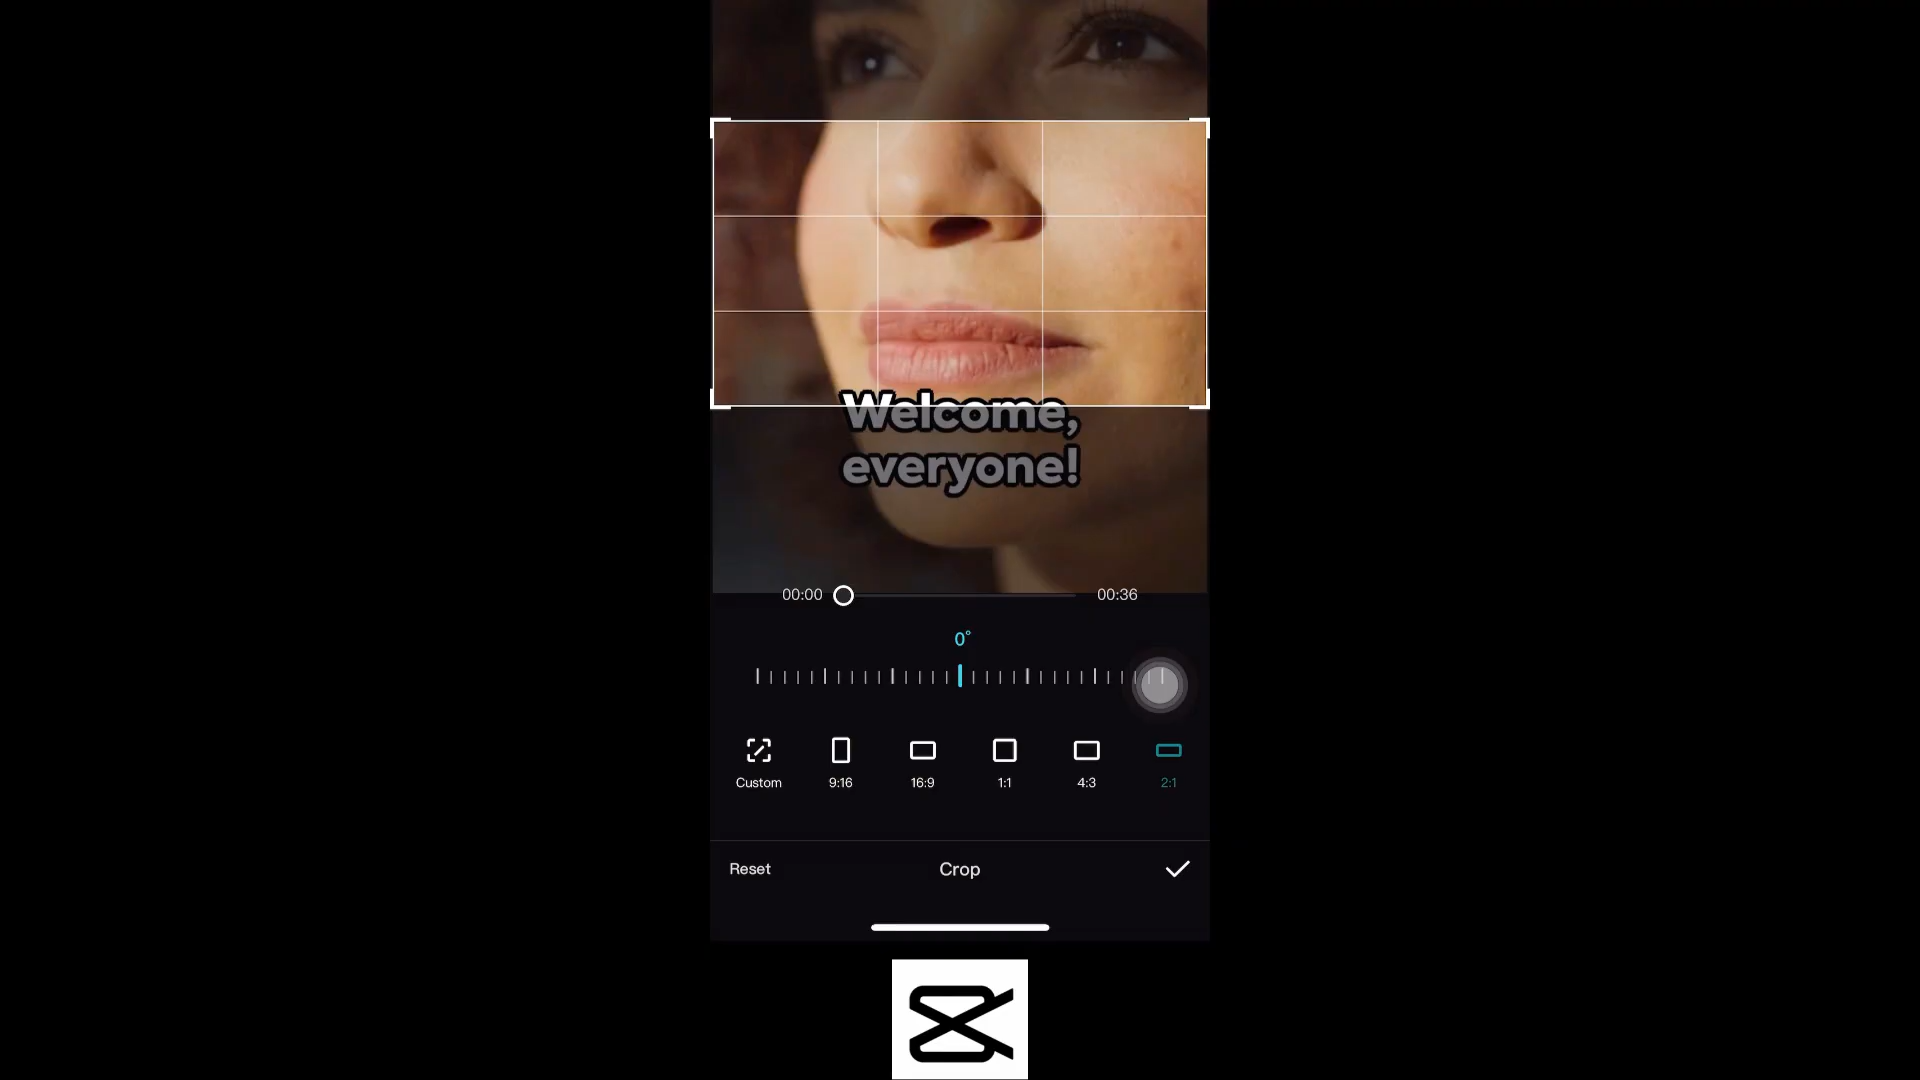 Welcome,
everyone!
00:00 00:36
0°
Custom 9:16 16:9 1:1 4:3 2:1
Reset Crop